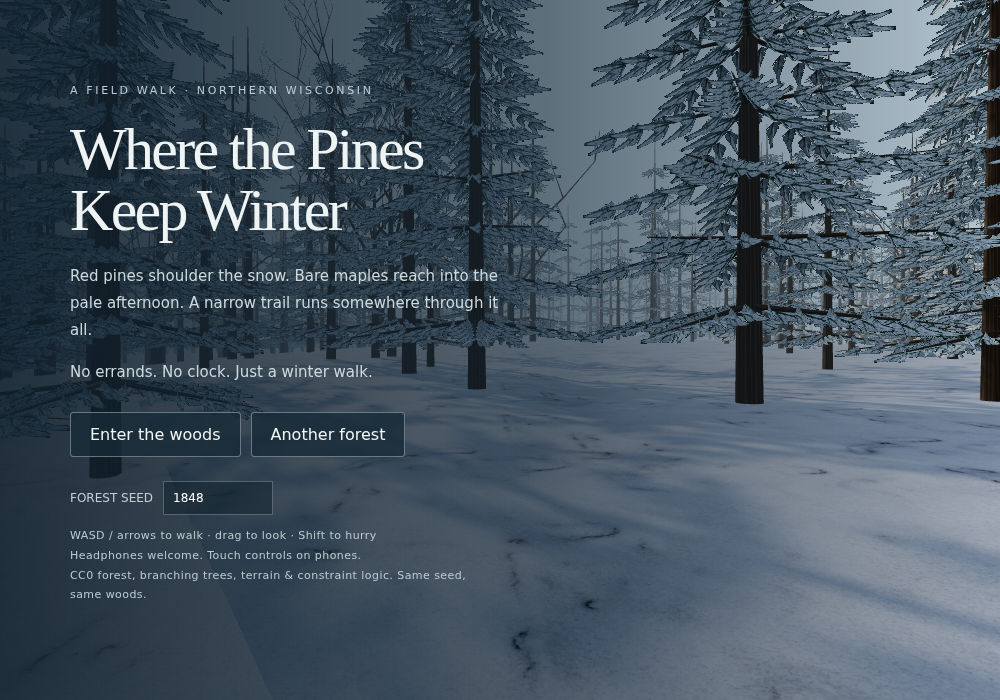 A FIELD WALK · NORTHERN WISCONSIN
Where the Pines
Keep Winter
Red pines shoulder the snow. Bare maples reach into the
pale afternoon. A narrow trail runs somewhere through it
all.
No errands. No clock. Just a winter walk.
Enter the woods Another forest
FOREST SEED 1848
WASD / arrows to walk · drag to look · Shift to hurry
Headphones welcome. Touch controls on phones.
CC0 forest, branching trees, terrain & constraint logic. Same seed,
same woods.